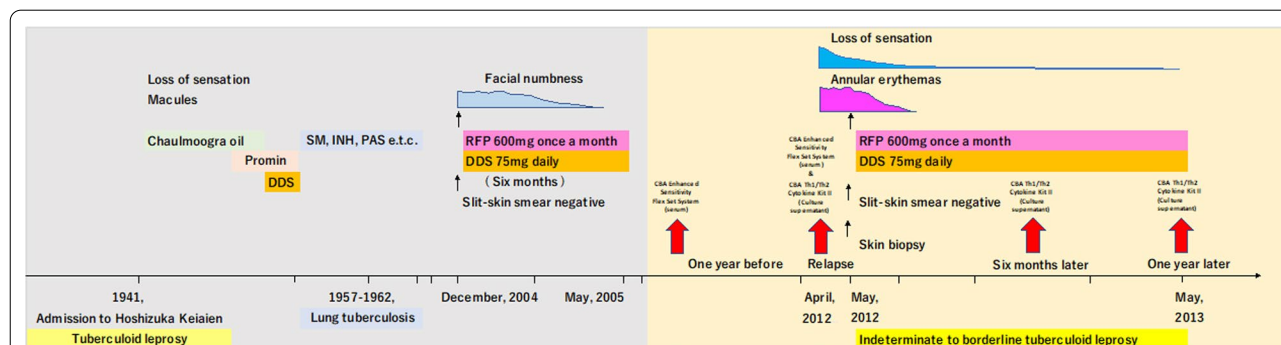 Loss of sensation
Macules
Chaulmoogra oil
Promin
DDS
SM, INH, PAS e.t.c.
Facial numbness
RFP 600mg once a month
DDS 75mg daily
( Six months )
Slit-skin smear negative
Loss of sensation
Annular erythemas
RFP 600mg once a month
DDS 75mg daily
Slit-skin smear negative
Skin biopsy
CBA Enhanced
Sensitivity
Flex Set System
(serum)
CBA Enhanced
Sensitivity
Flex Set System
(serum)
&
CBA Th1/Th2
Cytokine Kit II
(Culture
supernatant)
CBA Th1/Th2
Cytokine Kit II
(Culture
supernatant)
CBA Th1/Th2
Cytokine Kit II
(Culture
supernatant)
One year before
Relapse
Six months later
One year later
1941,
Admission to Hoshizuka Keiaien
Tuberculoid leprosy
1957-1962,
Lung tuberculosis
December, 2004
May, 2005
April,
2012
May,
2012
May,
2013
Indeterminate to borderline tuberculoid leprosy